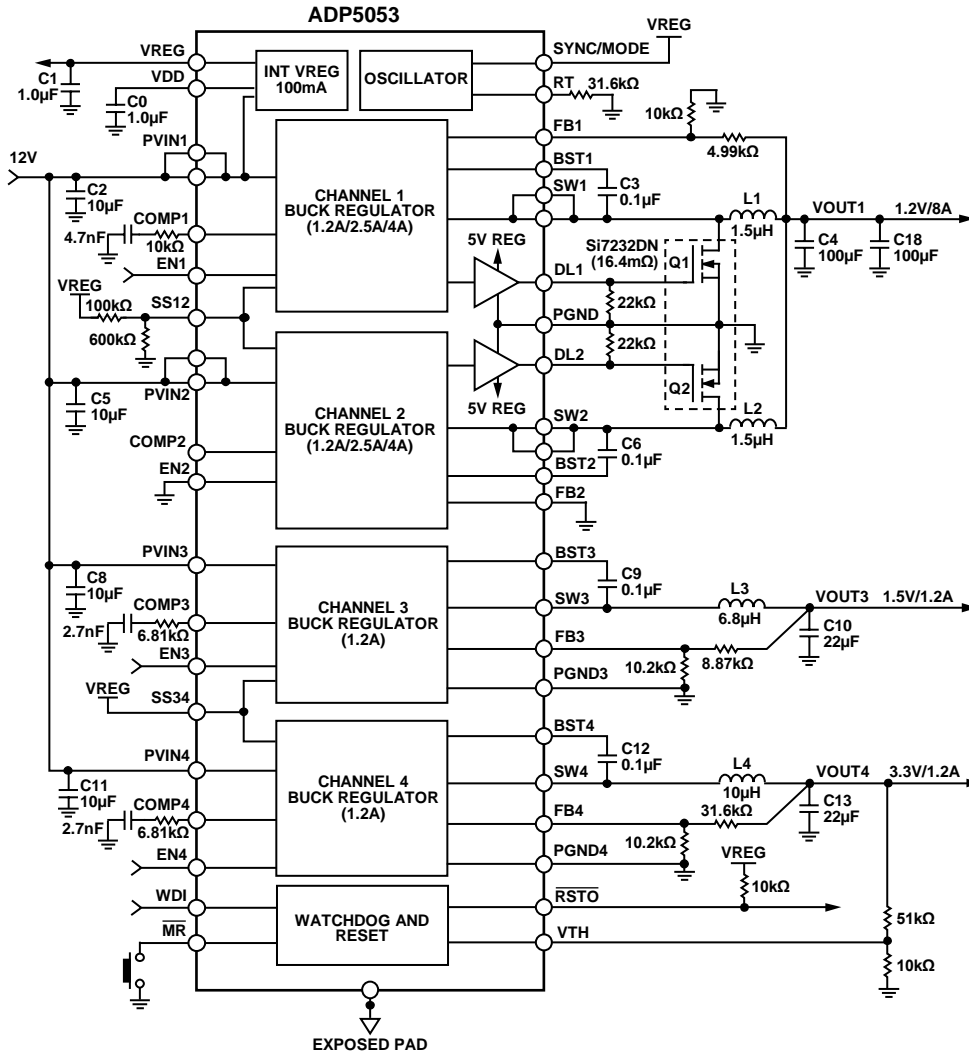 ADP5053
VREG
C1
1.0µF
VDD
C0
1.0µF
INT VREG
100mA
OSCILLATOR
SYNC/MODE
VREG
RT
31.6kΩ
10kΩ
FB1
4.99kΩ
PVIN1
12V
C2
10µF
COMP1
4.7nF
10kΩ
EN1
VREG
100kΩ
SS12
600kΩ
CHANNEL 1
BUCK REGULATOR
(1.2A/2.5A/4A)
BST1
SW1
C3
0.1µF
L1
1.5µH
VOUT1
1.2V/8A
C4
100µF
C18
100µF
5V REG
DL1
Si7232DN
(16.4mΩ)
Q1
22kΩ
PGND
22kΩ
DL2
5V REG
Q2
PVIN2
C5
10µF
COMP2
EN2
CHANNEL 2
BUCK REGULATOR
(1.2A/2.5A/4A)
SW2
C6
0.1µF
L2
1.5µH
BST2
FB2
PVIN3
C8
10µF
COMP3
2.7nF
6.81kΩ
EN3
VREG
SS34
CHANNEL 3
BUCK REGULATOR
(1.2A)
BST3
C9
0.1µF
SW3
L3
6.8µH
VOUT3
1.5V/1.2A
C10
22µF
FB3
8.87kΩ
10.2kΩ
PGND3
PVIN4
C11
10µF
COMP4
2.7nF
6.81kΩ
EN4
CHANNEL 4
BUCK REGULATOR
(1.2A)
BST4
C12
0.1µF
SW4
L4
10µH
VOUT4
3.3V/1.2A
C13
22µF
FB4
31.6kΩ
10.2kΩ
PGND4
VREG
10kΩ
WDI
MR
WATCHDOG AND
RESET
RSTO
VTH
51kΩ
10kΩ
EXPOSED PAD